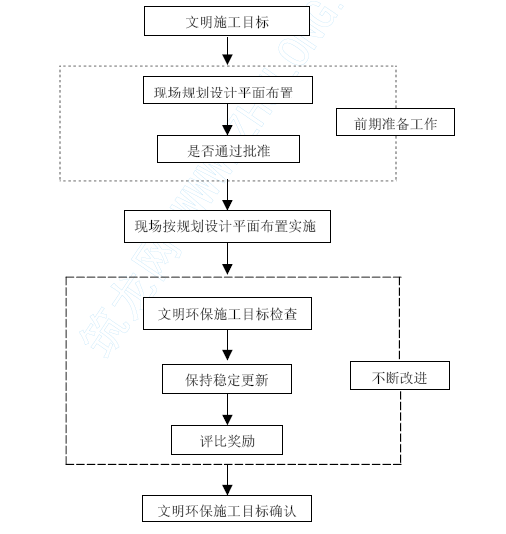 文明施工目标
现场规划设计平面布置
前期准备工作
是否通过批准
现场按规划设计平面布置实施
文明环保施工目标检查
保持稳定更新
不断改进
评比奖励
文明环保施工目标确认
筑龙网